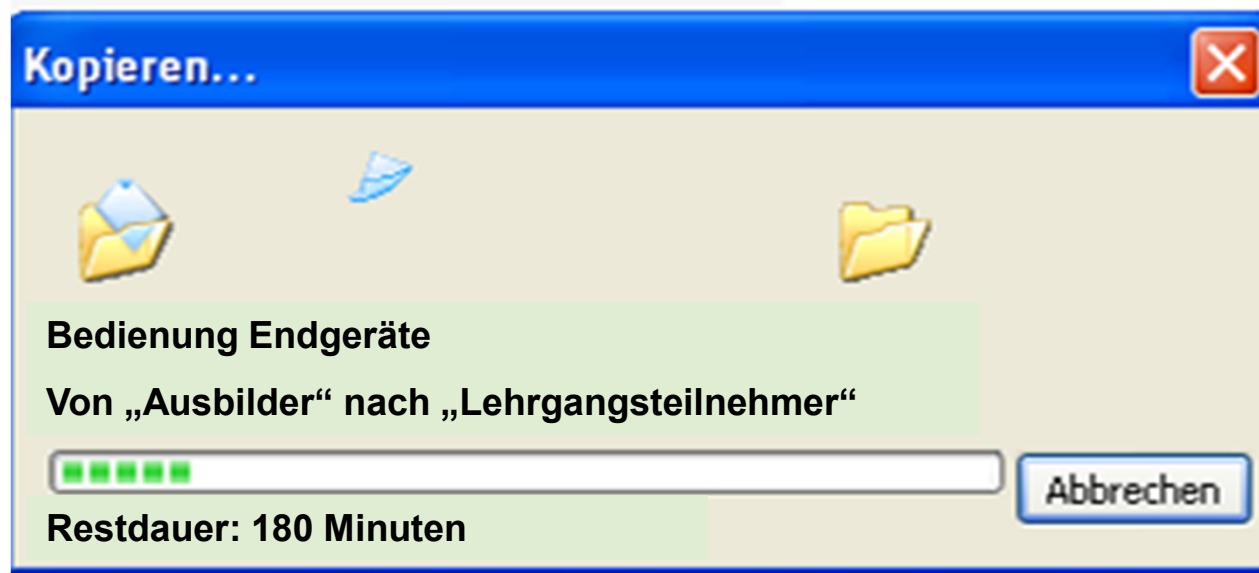 Kopieren...
Bedienung Endgeräte
Von „Ausbilder“ nach „Lehrgangsteilnehmer“
Abbrechen
Restdauer: 180 Minuten